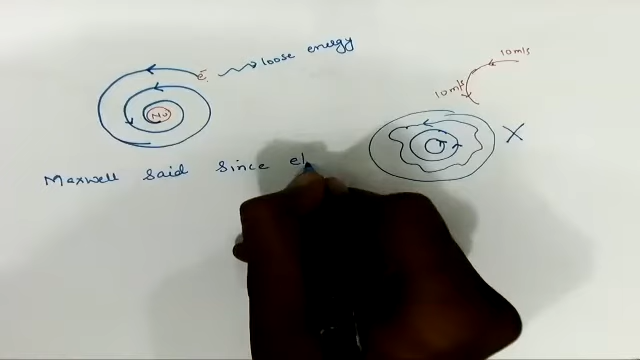 e⁻ loose energy
10 m/s
10 m/s
Nu
X
Maxwell said since el